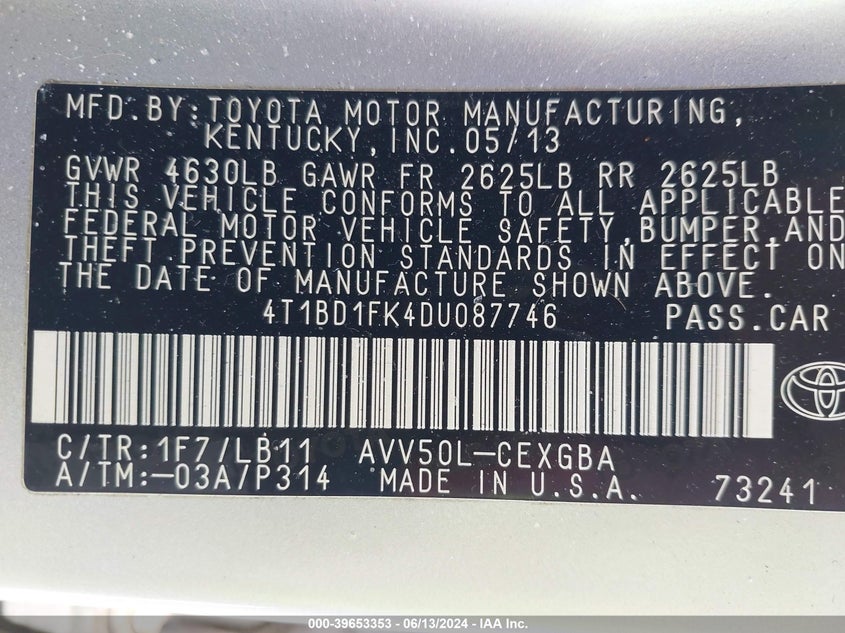 MFD. BY: TOYOTA MOTOR MANUFACTURING,
KENTUCKY, INC. 05/13
GVWR 4630LB GAWR FR 2625LB RR 2625LB
THIS VEHICLE CONFORMS TO ALL APPLICABLE
FEDERAL MOTOR VEHICLE SAFETY, BUMPER AND
THEFT PREVENTION STANDARDS IN EFFECT ON
THE DATE OF MANUFACTURE SHOWN ABOVE.
4T1BD1FK4DU087746 PASS.CAR
C/TR:1F7/LB11 AVV50L-CEXGBA
A/TM:-03A/P314 MADE IN U.S.A. 73241
000-39653353 - 06/13/2024 - IAA Inc.